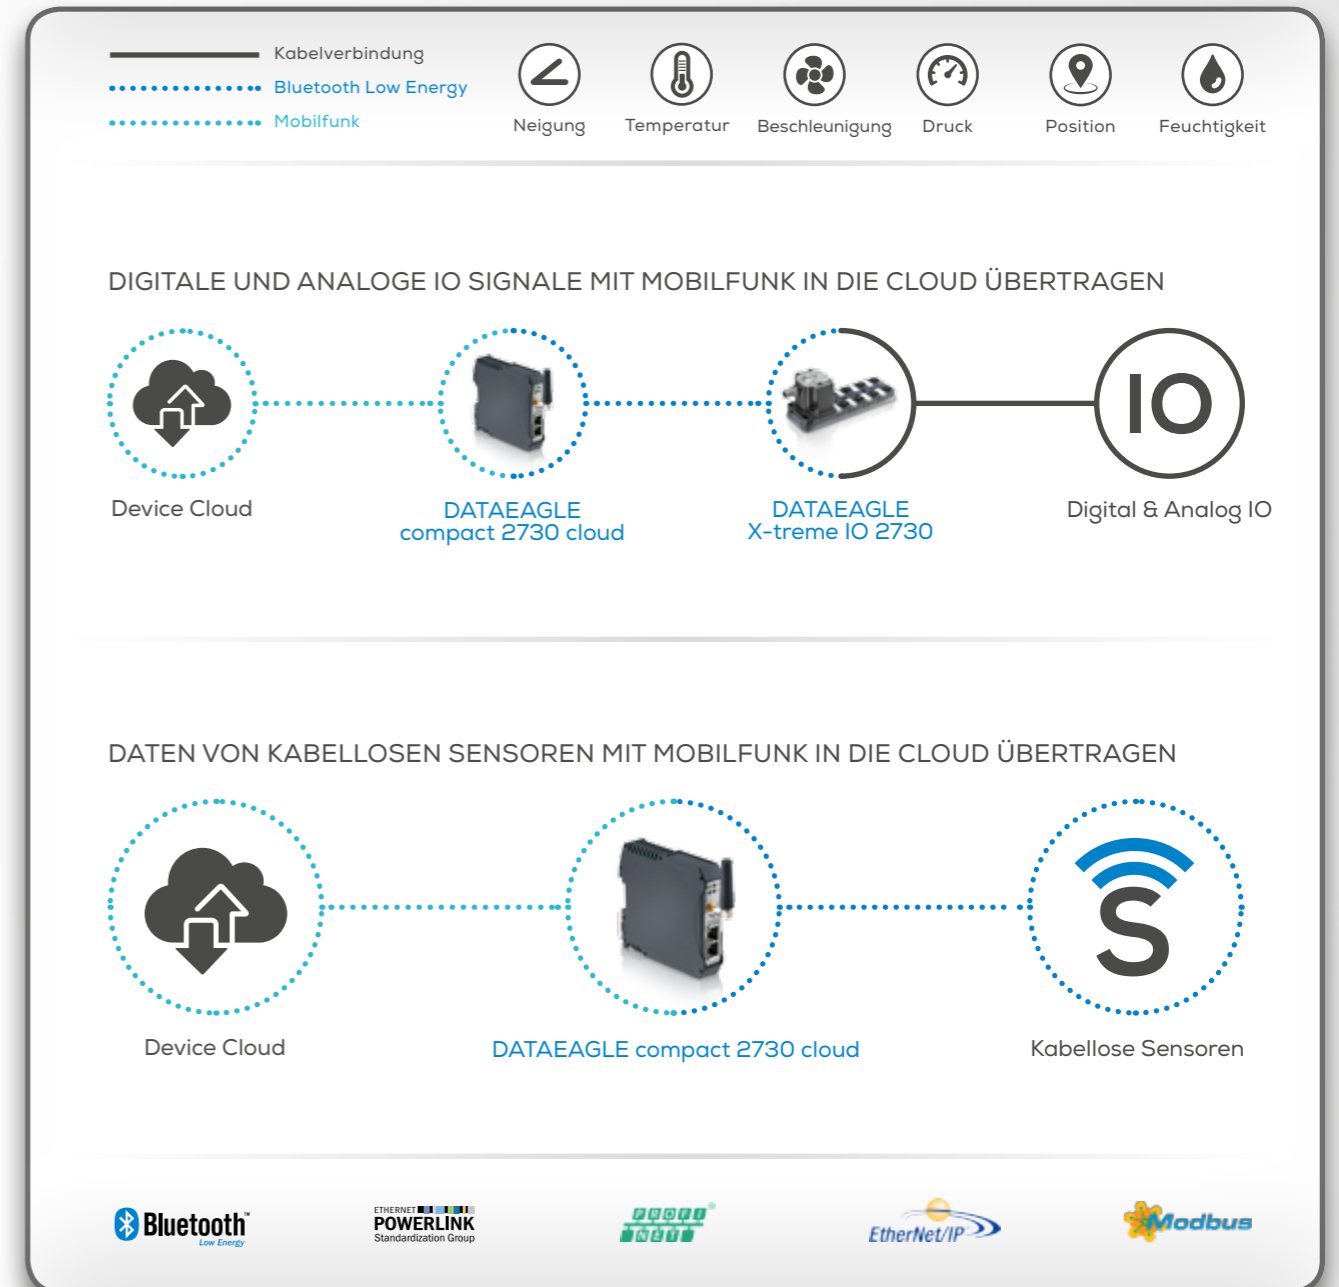 Kabelverbindung
Bluetooth Low Energy
Mobilfunk
Neigung
Temperatur
Beschleunigung
Druck
Position
Feuchtigkeit
DIGITALE UND ANALOGE IO SIGNALE MIT MOBILFUNK IN DIE CLOUD ÜBERTRAGEN
IO
Device Cloud
DATAEAGLE
compact 2730 cloud
DATAEAGLE
X-treme IO 2730
Digital & Analog IO
DATEN VON KABELLOSEN SENSOREN MIT MOBILFUNK IN DIE CLOUD ÜBERTRAGEN
S
Device Cloud
DATAEAGLE compact 2730 cloud
Kabellose Sensoren
Bluetooth™
Low Energy
ETHERNET
POWERLINK
Standardization Group
PROFI®
NET
EtherNet/IP
Modbus